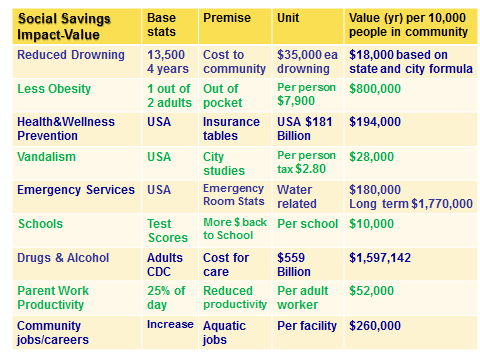 Social Savings Impact-Value Base stats Premise Unit Value (yr) per 10,000 people in community
Reduced Drowning 13,500 4 years Cost to community $35,000 ea drowning $18,000 based on state and city formula
Less Obesity 1 out of 2 adults Out of pocket Per person $7,900 $800,000
Health&Wellness Prevention USA Insurance tables USA $181 Billion $194,000
Vandalism USA City studies Per person tax $2.80 $28,000
Emergency Services USA Emergency Room Stats Water related $180,000 Long term $1,770,000
Schools Test Scores More $ back to School Per school $10,000
Drugs & Alcohol Adults CDC Cost for care $559 Billion $1,597,142
Parent Work Productivity 25% of day Reduced productivity Per adult worker $52,000
Community jobs/careers Increase Aquatic jobs Per facility $260,000